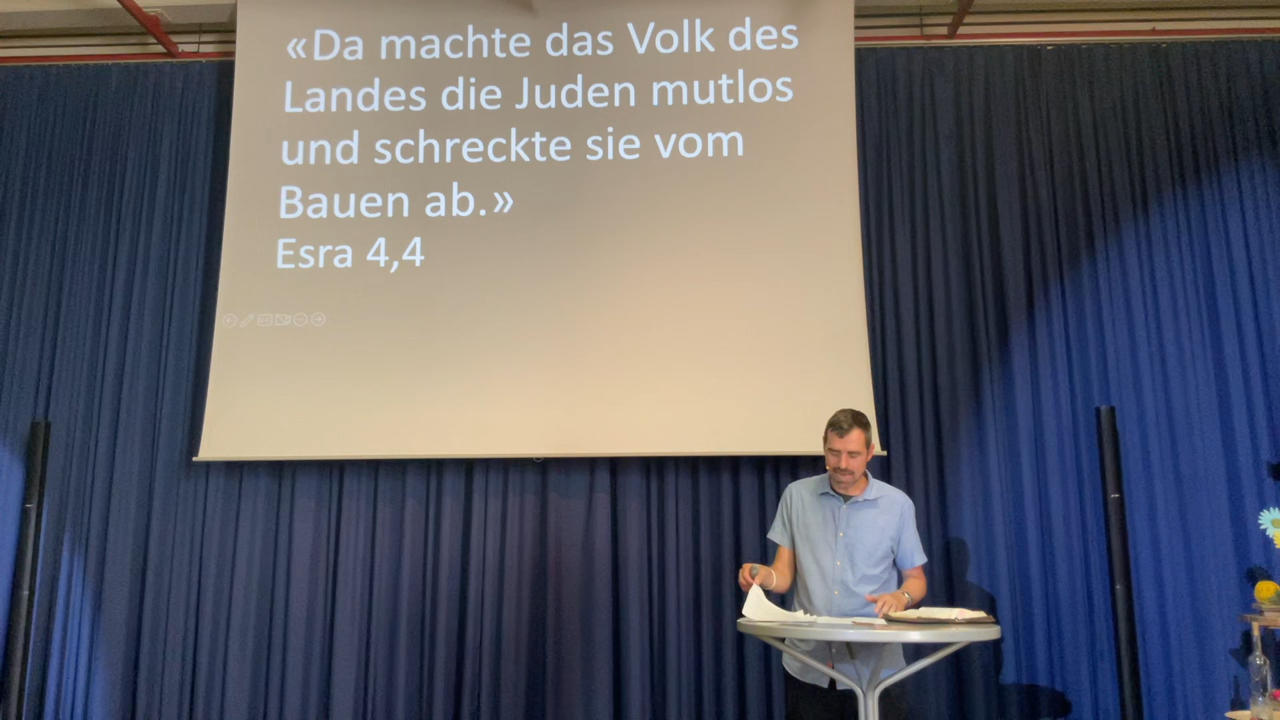 «Da machte das Volk des
Landes die Juden mutlos
und schreckte sie vom
Bauen ab.»
Esra 4,4